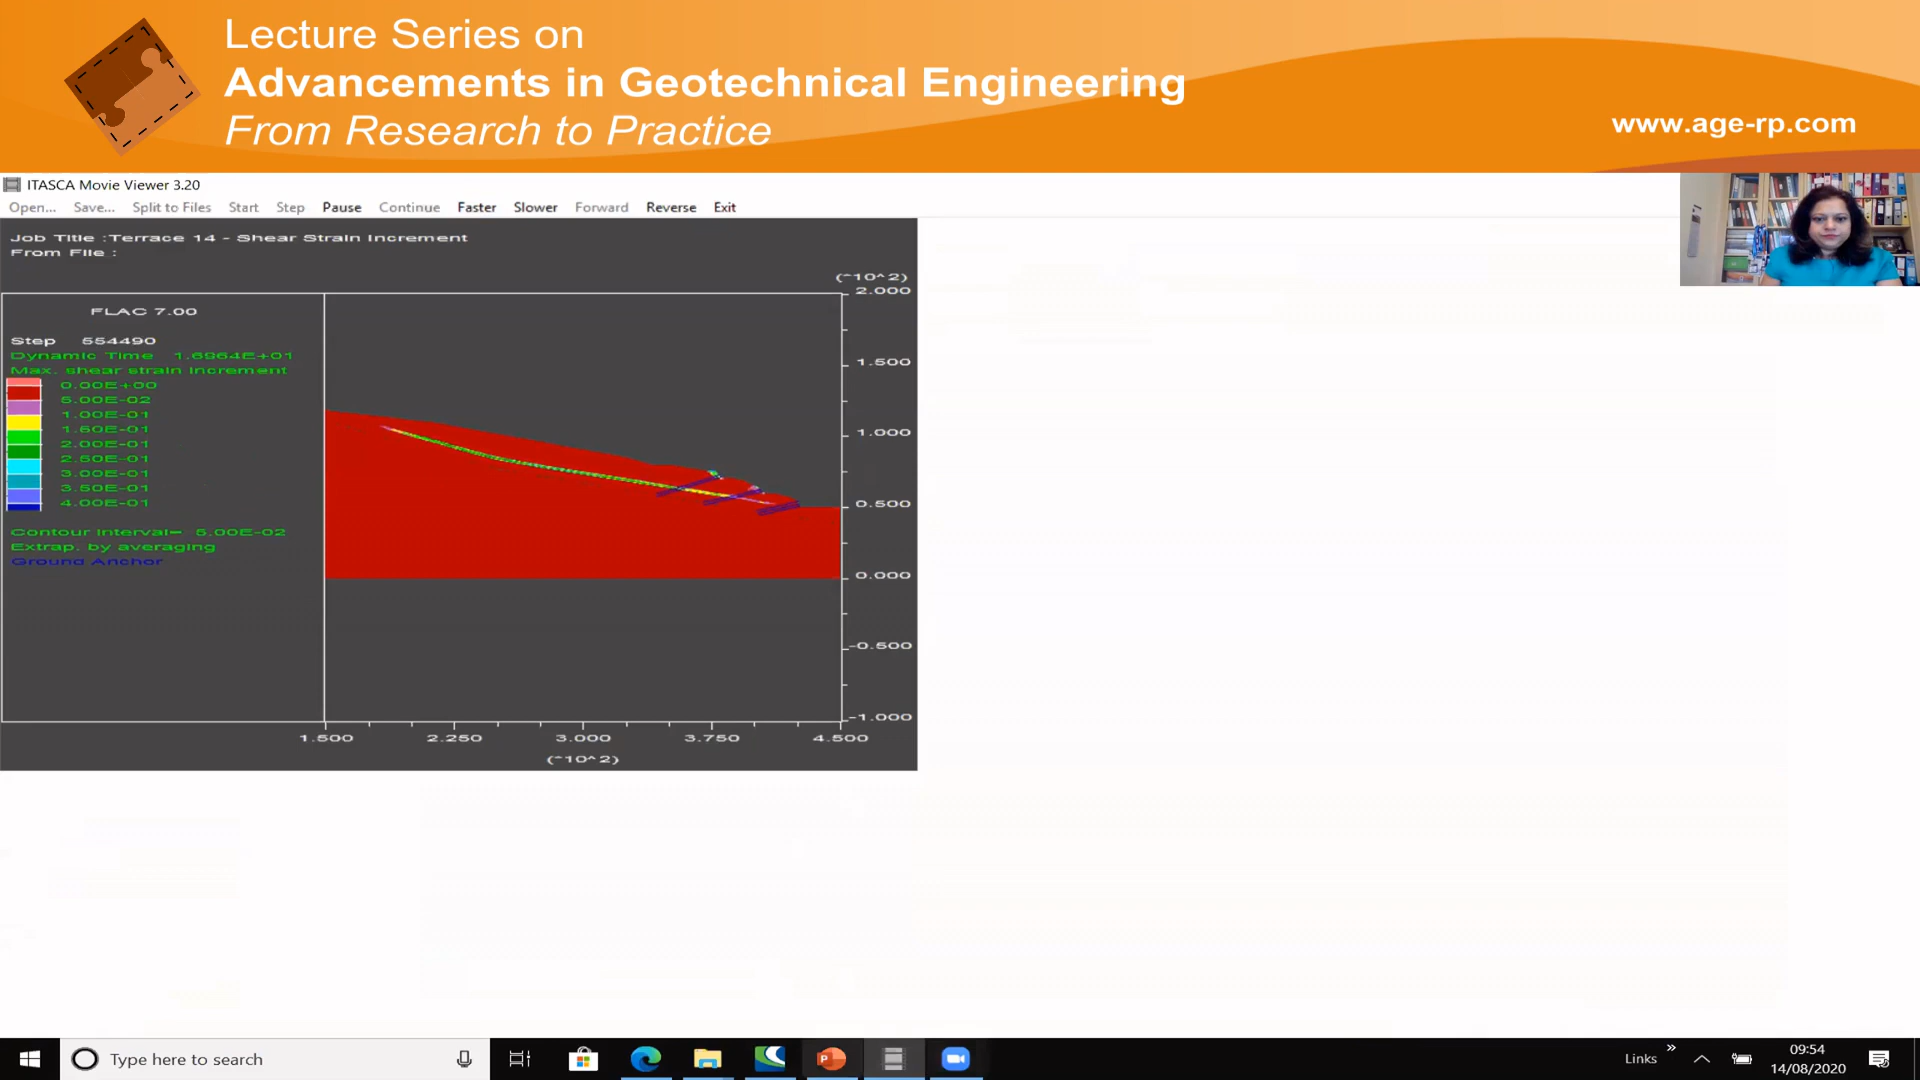 Lecture Series on
Advancements in Geotechnical Engineering
From Research to Practice
www.age-rp.com
ITASCA Movie Viewer 3.20
Open... Save... Split to Files Start Step Pause Continue Faster Slower Forward Reverse Exit
Job Title :Terrace 14 - Shear Strain Increment
From File :
(*10^2)
FLAC 7.00
Step 554490
Dynamic Time 1.6964E+01
Max. shear strain increment
0.00E+00
5.00E-02
1.00E-01
1.50E-01
2.00E-01
2.50E-01
3.00E-01
3.50E-01
4.00E-01
Contour interval= 5.00E-02
Extrap. by averaging
Ground Anchor
2.000
1.500
1.000
0.500
0.000
-0.500
-1.000
1.500 2.250 3.000 3.750 4.500
(*10^2)
Type here to search
Links
09:54
14/08/2020